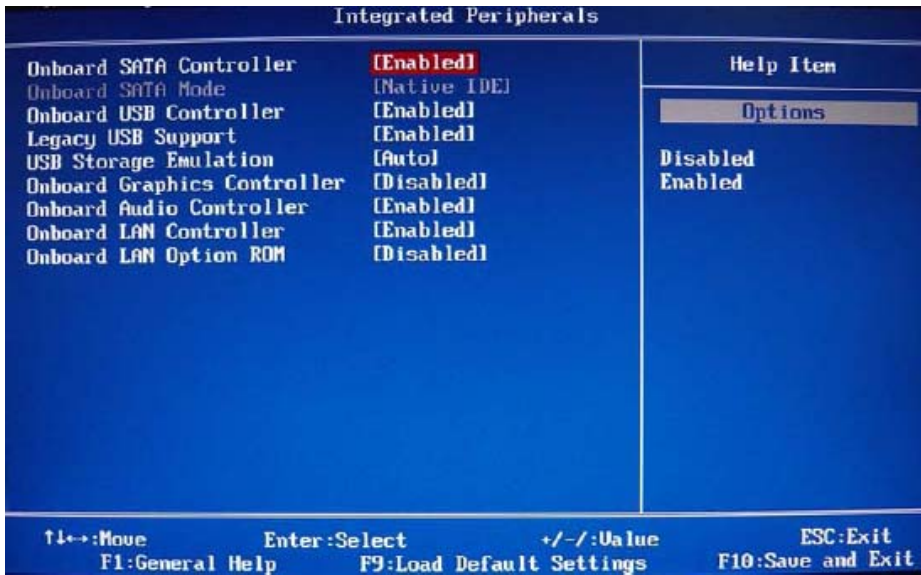 Integrated Peripherals
Onboard SATA Controller [Enabled]
Onboard SATA Mode [Native IDE]
Onboard USB Controller [Enabled]
Legacy USB Support [Enabled]
USB Storage Emulation [Auto]
Onboard Graphics Controller [Disabled]
Onboard Audio Controller [Enabled]
Onboard LAN Controller [Enabled]
Onboard LAN Option ROM [Disabled]
Help Item
Options
Disabled
Enabled
↑↓←→:Move Enter:Select +/-/:Value ESC:Exit
F1:General Help F9:Load Default Settings F10:Save and Exit